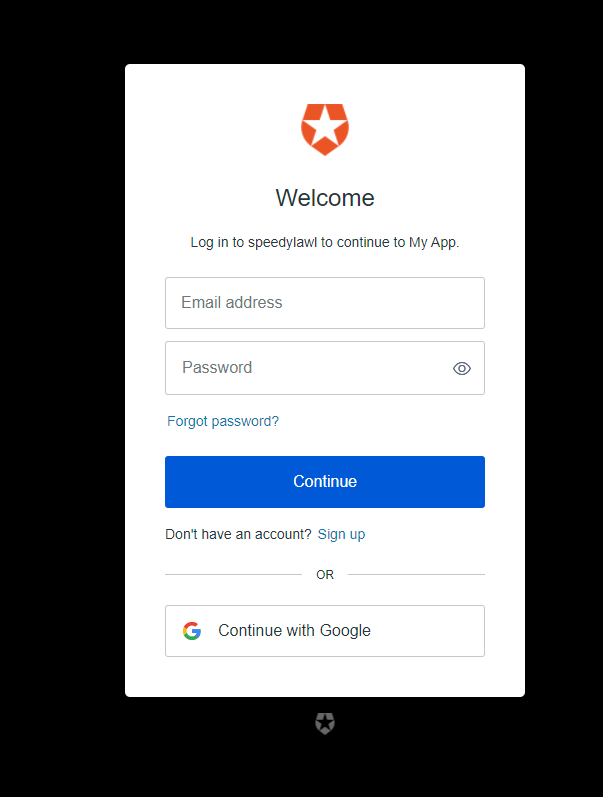 Welcome
Log in to speedylawl to continue to My App.
Email address
Password
Forgot password?
Continue
Don't have an account? Sign up
OR
Continue with Google